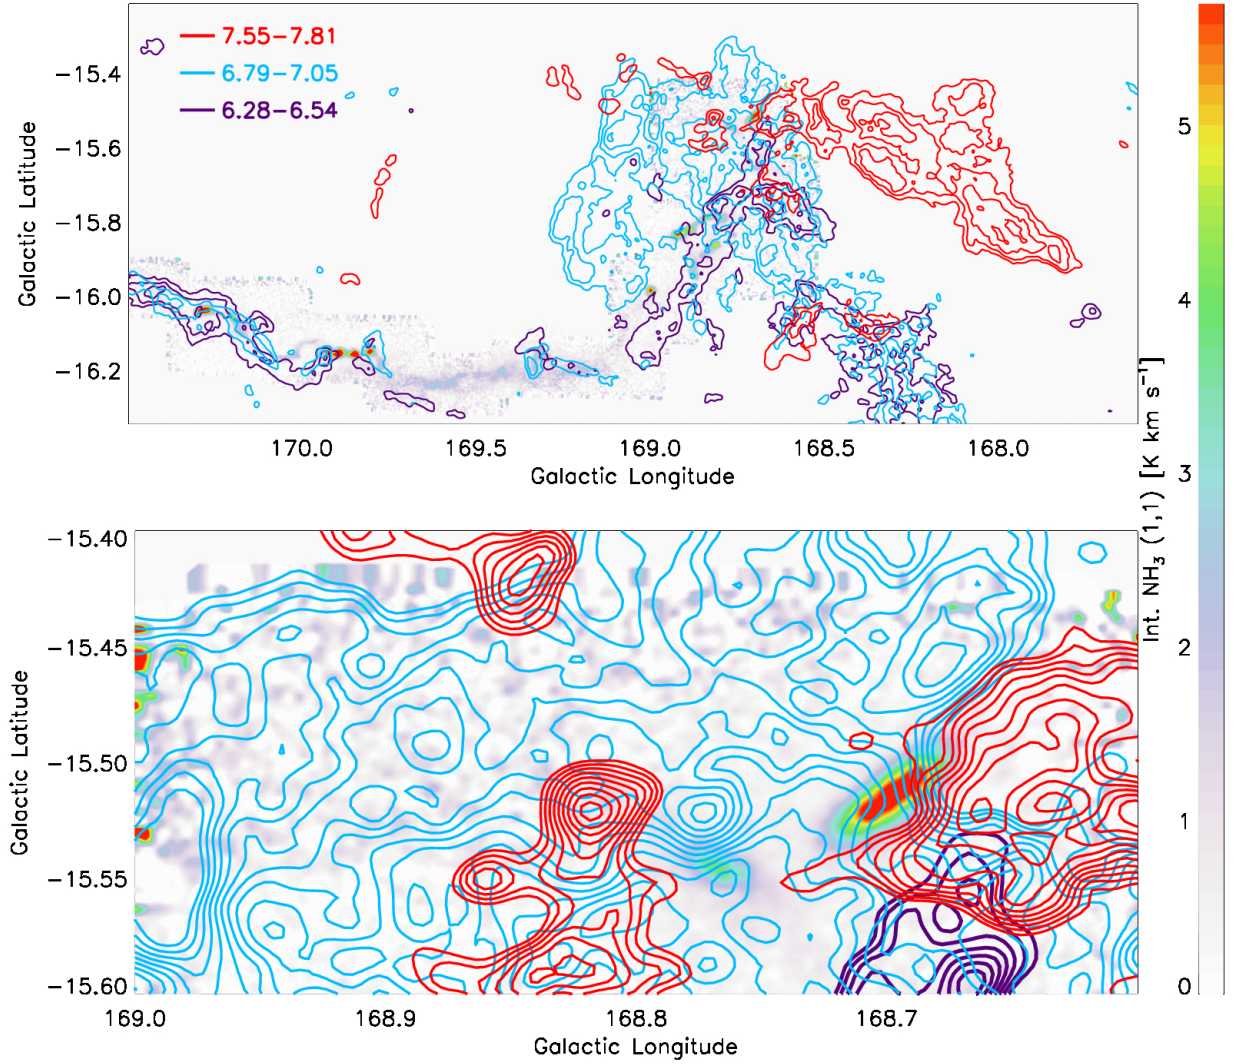 7.55−7.81
6.79−7.05
6.28−6.54
−15.4
−15.6
−15.8
−16.0
−16.2
Galactic Latitude
170.0 169.5 169.0 168.5 168.0
Galactic Longitude
−15.40
−15.45
−15.50
−15.55
−15.60
Galactic Latitude
169.0 168.9 168.8 168.7
Galactic Longitude
5
4
3
2
1
0
Int. NH₃ (1,1) [K km s⁻¹]